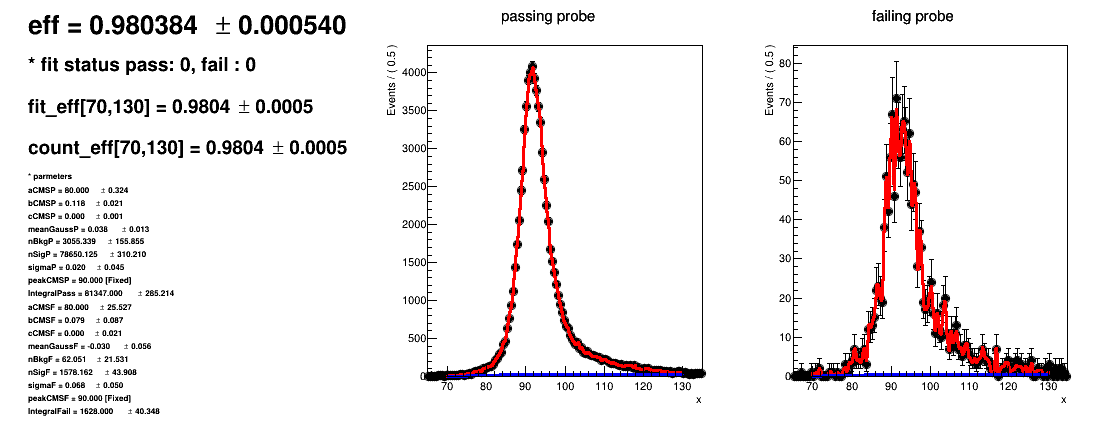 eff = 0.980384 ± 0.000540
* fit status pass: 0, fail : 0
fit_eff[70,130] = 0.9804 ± 0.0005
count_eff[70,130] = 0.9804 ± 0.0005
* parmeters
aCMSP = 80.000 ± 0.324
bCMSP = 0.118 ± 0.021
cCMSP = 0.000 ± 0.001
meanGaussP = 0.038 ± 0.013
nBkgP = 3055.339 ± 155.855
nSigP = 78650.125 ± 310.210
sigmaP = 0.020 ± 0.045
peakCMSP = 90.000 [Fixed]
IntegralPass = 81347.000 ± 285.214
aCMSF = 80.000 ± 25.527
bCMSF = 0.079 ± 0.087
cCMSF = 0.000 ± 0.021
meanGaussF = -0.030 ± 0.056
nBkgF = 62.051 ± 21.531
nSigF = 1578.162 ± 43.908
sigmaF = 0.068 ± 0.050
peakCMSF = 90.000 [Fixed]
IntegralFail = 1628.000 ± 40.348
passing probe
Events / ( 0.5 )
4000
3500
3000
2500
2000
1500
1000
500
0
70 80 90 100 110 120 130
x
failing probe
Events / ( 0.5 )
80
70
60
50
40
30
20
10
0
70 80 90 100 110 120 130
x